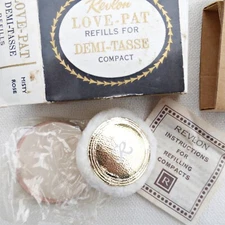 Revlon
LOVE-PAT
REFILLS FOR
DEMI-TASSE
COMPACT
LOVE-PAT
DEMI-TASSE
REFILLS
MISTY
ROSE
REVLON
INSTRUCTIONS
FOR
REFILLING
COMPACTS
R